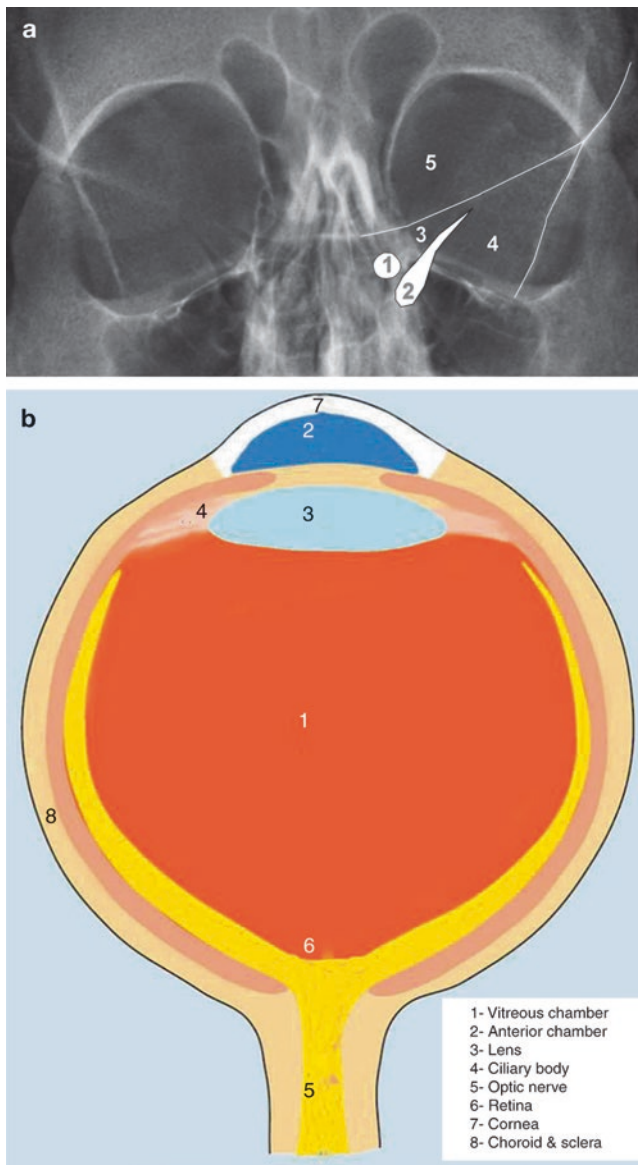 a
5
3
4
1
2
b
7
2
4
3
1
8
6
5
1- Vitreous chamber
2- Anterior chamber
3- Lens
4- Ciliary body
5- Optic nerve
6- Retina
7- Cornea
8- Choroid & sclera